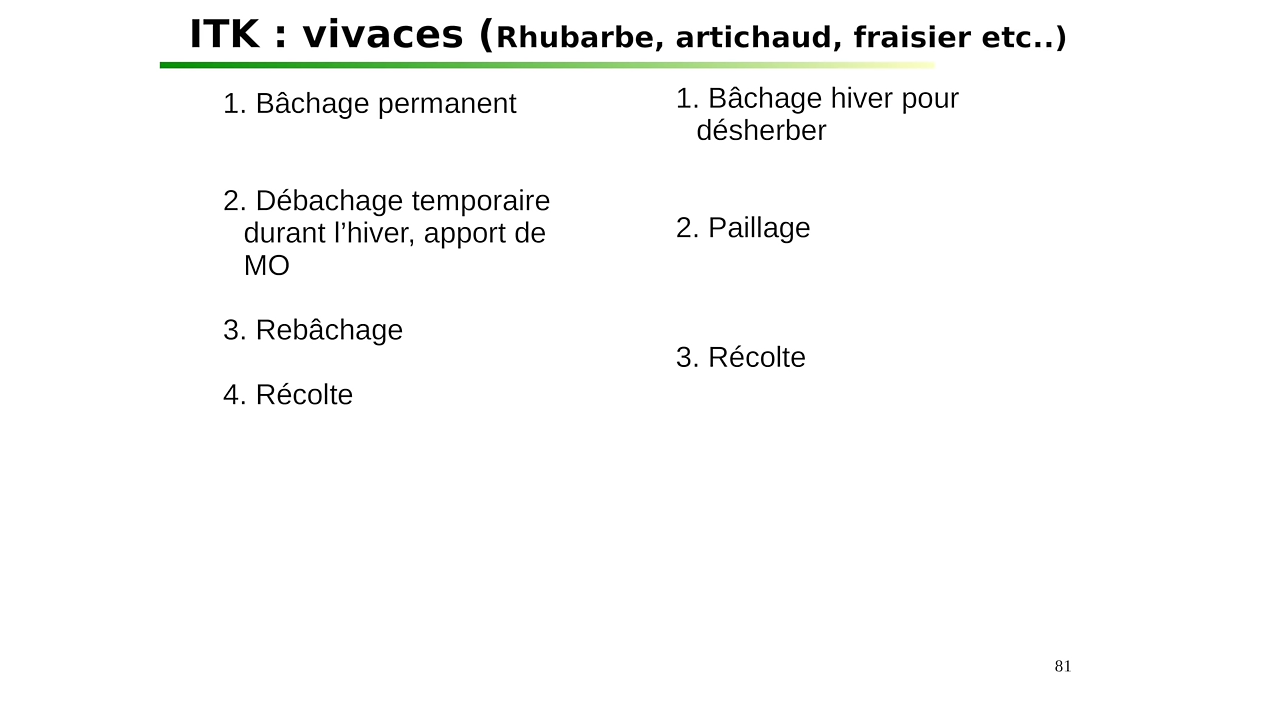 ITK : vivaces (Rhubarbe, artichaud, fraisier etc..)
1. Bâchage permanent
2. Débachage temporaire
durant l’hiver, apport de
MO
3. Rebâchage
4. Récolte
1. Bâchage hiver pour
désherber
2. Paillage
3. Récolte
81